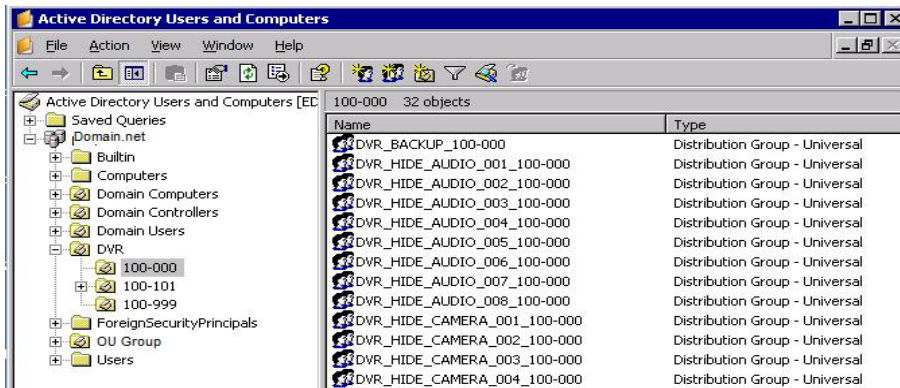 Active Directory Users and Computers
File Action View Window Help
Active Directory Users and Computers [ED
Saved Queries
Domain.net
Builtin
Computers
Domain Computers
Domain Controllers
Domain Users
DVR
100-000
100-101
100-999
ForeignSecurityPrincipals
OU Group
Users
100-000 32 objects
Name Type
DVR_BACKUP_100-000 Distribution Group - Universal
DVR_HIDE_AUDIO_001_100-000 Distribution Group - Universal
DVR_HIDE_AUDIO_002_100-000 Distribution Group - Universal
DVR_HIDE_AUDIO_003_100-000 Distribution Group - Universal
DVR_HIDE_AUDIO_004_100-000 Distribution Group - Universal
DVR_HIDE_AUDIO_005_100-000 Distribution Group - Universal
DVR_HIDE_AUDIO_006_100-000 Distribution Group - Universal
DVR_HIDE_AUDIO_007_100-000 Distribution Group - Universal
DVR_HIDE_AUDIO_008_100-000 Distribution Group - Universal
DVR_HIDE_CAMERA_001_100-000 Distribution Group - Universal
DVR_HIDE_CAMERA_002_100-000 Distribution Group - Universal
DVR_HIDE_CAMERA_003_100-000 Distribution Group - Universal
DVR_HIDE_CAMERA_004_100-000 Distribution Group - Universal